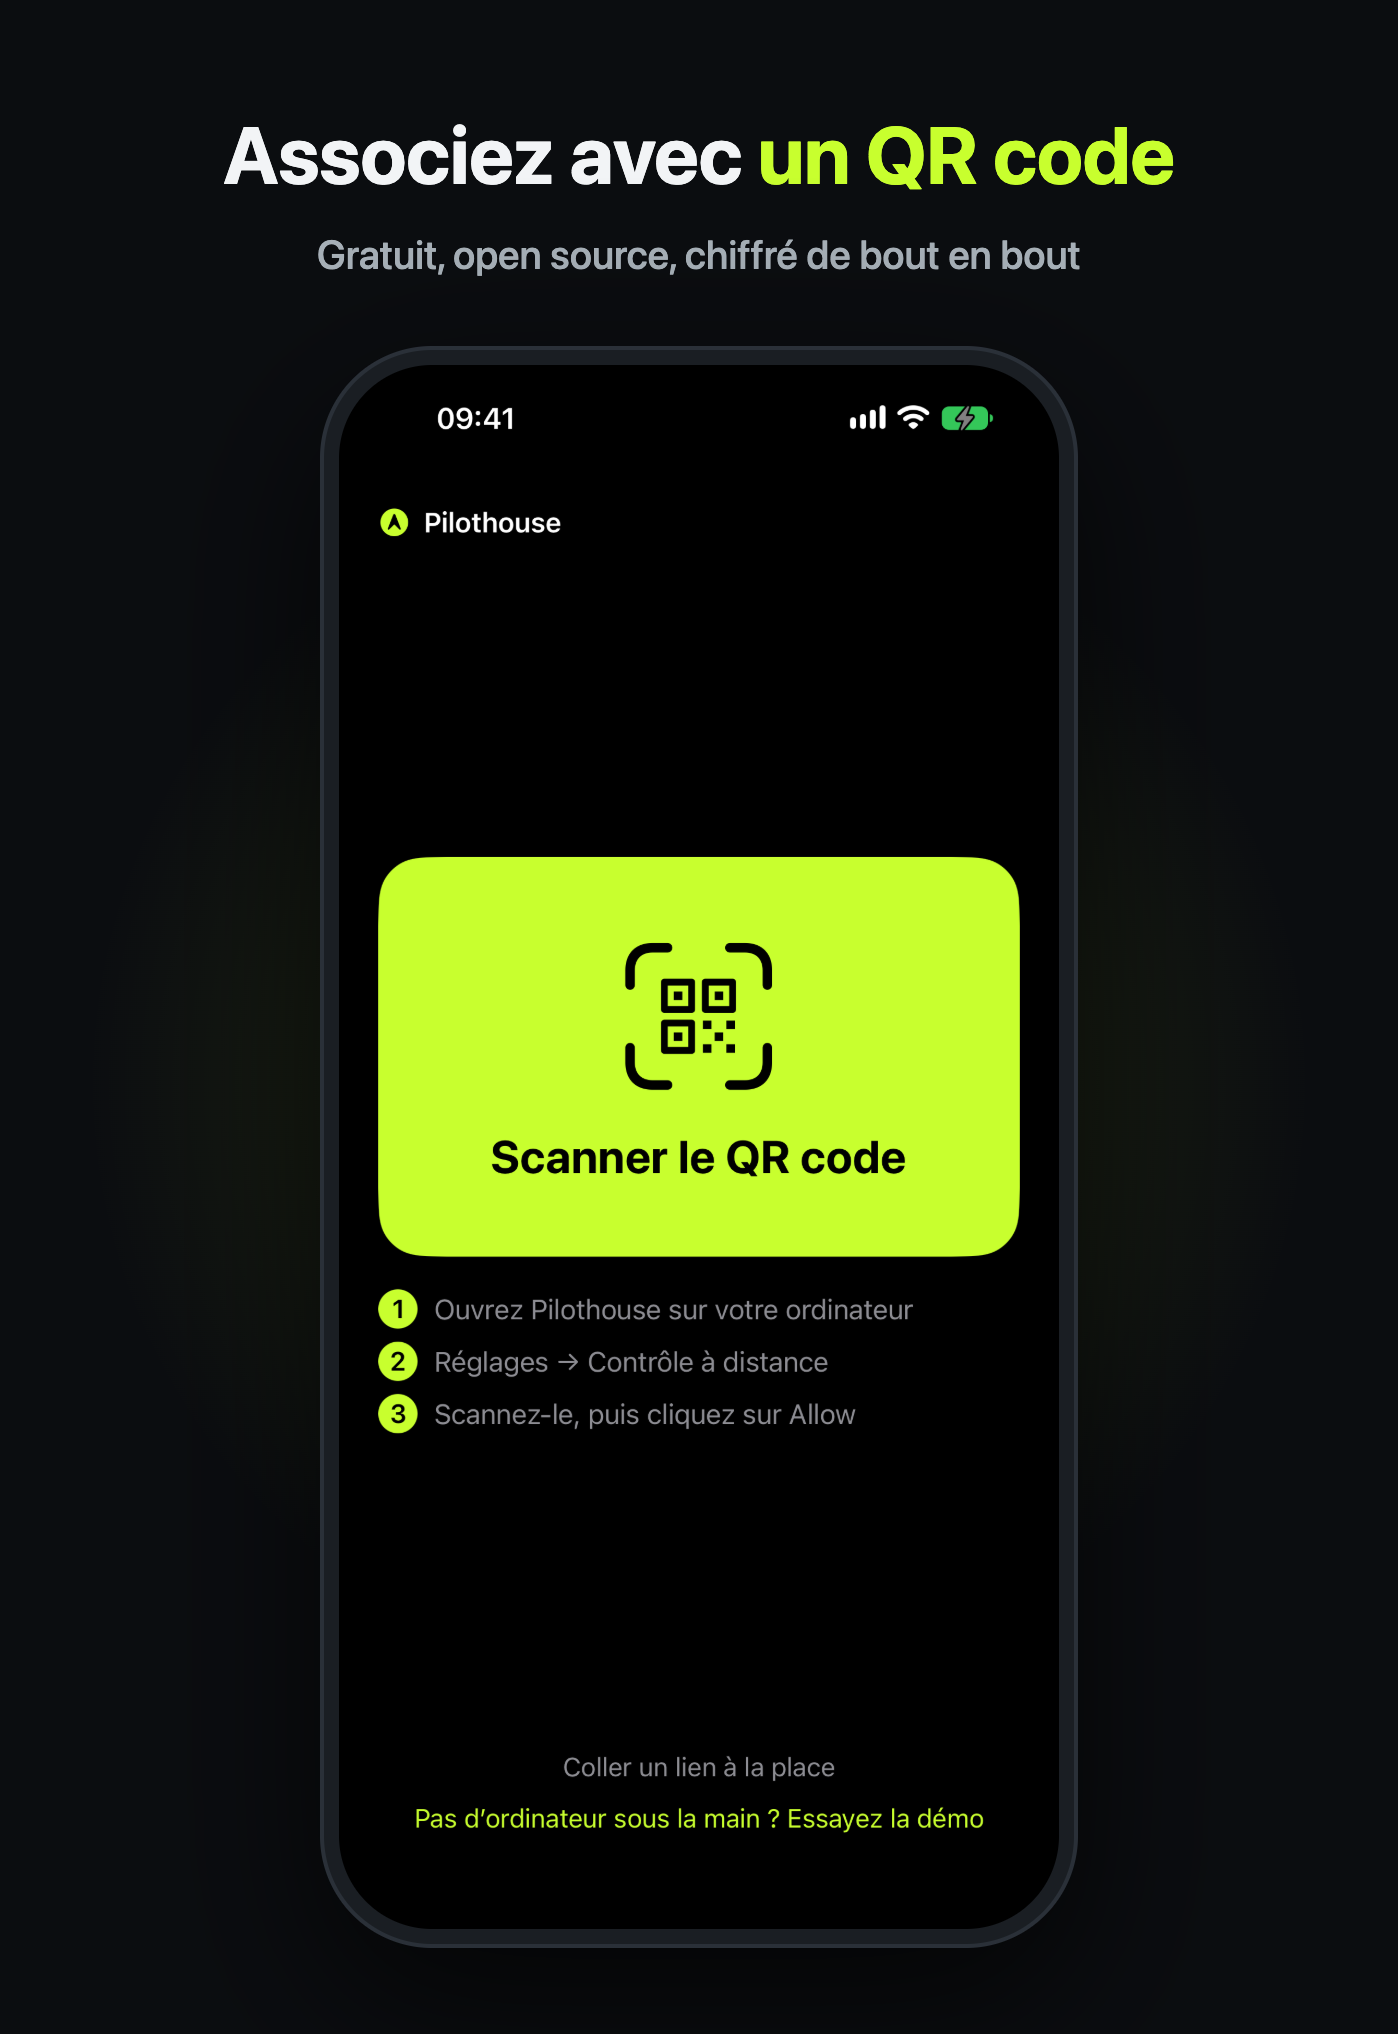 Associez avec un QR code
Gratuit, open source, chiffré de bout en bout
09:41
Pilothouse
Scanner le QR code
1 Ouvrez Pilothouse sur votre ordinateur
2 Réglages → Contrôle à distance
3 Scannez-le, puis cliquez sur Allow
Coller un lien à la place
Pas d’ordinateur sous la main ? Essayez la démo